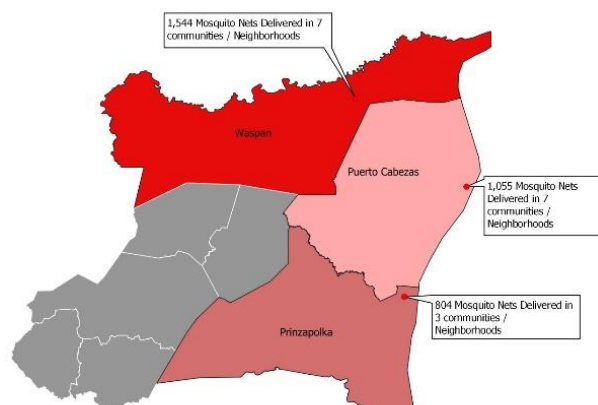 1,544 Mosquito Nets Delivered in 7
communities / Neighborhoods
Waspan
Puerto Cabezas
1,055 Mosquito Nets
Delivered in 7
communities /
Neighborhoods
804 Mosquito Nets Delivered in
3 communities /
Neighborhoods
Prinzapolka